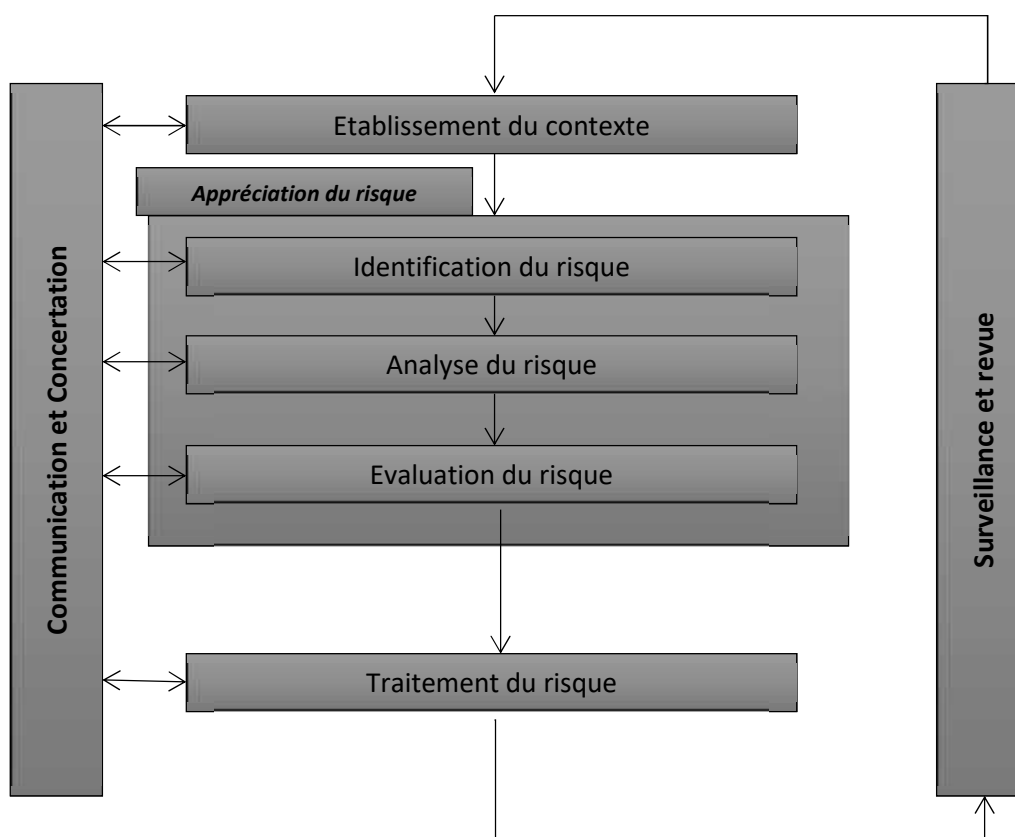 Etablissement du contexte
Appréciation du risque
Identification du risque
Analyse du risque
Evaluation du risque
Traitement du risque
Communication et Concertation
Surveillance et revue